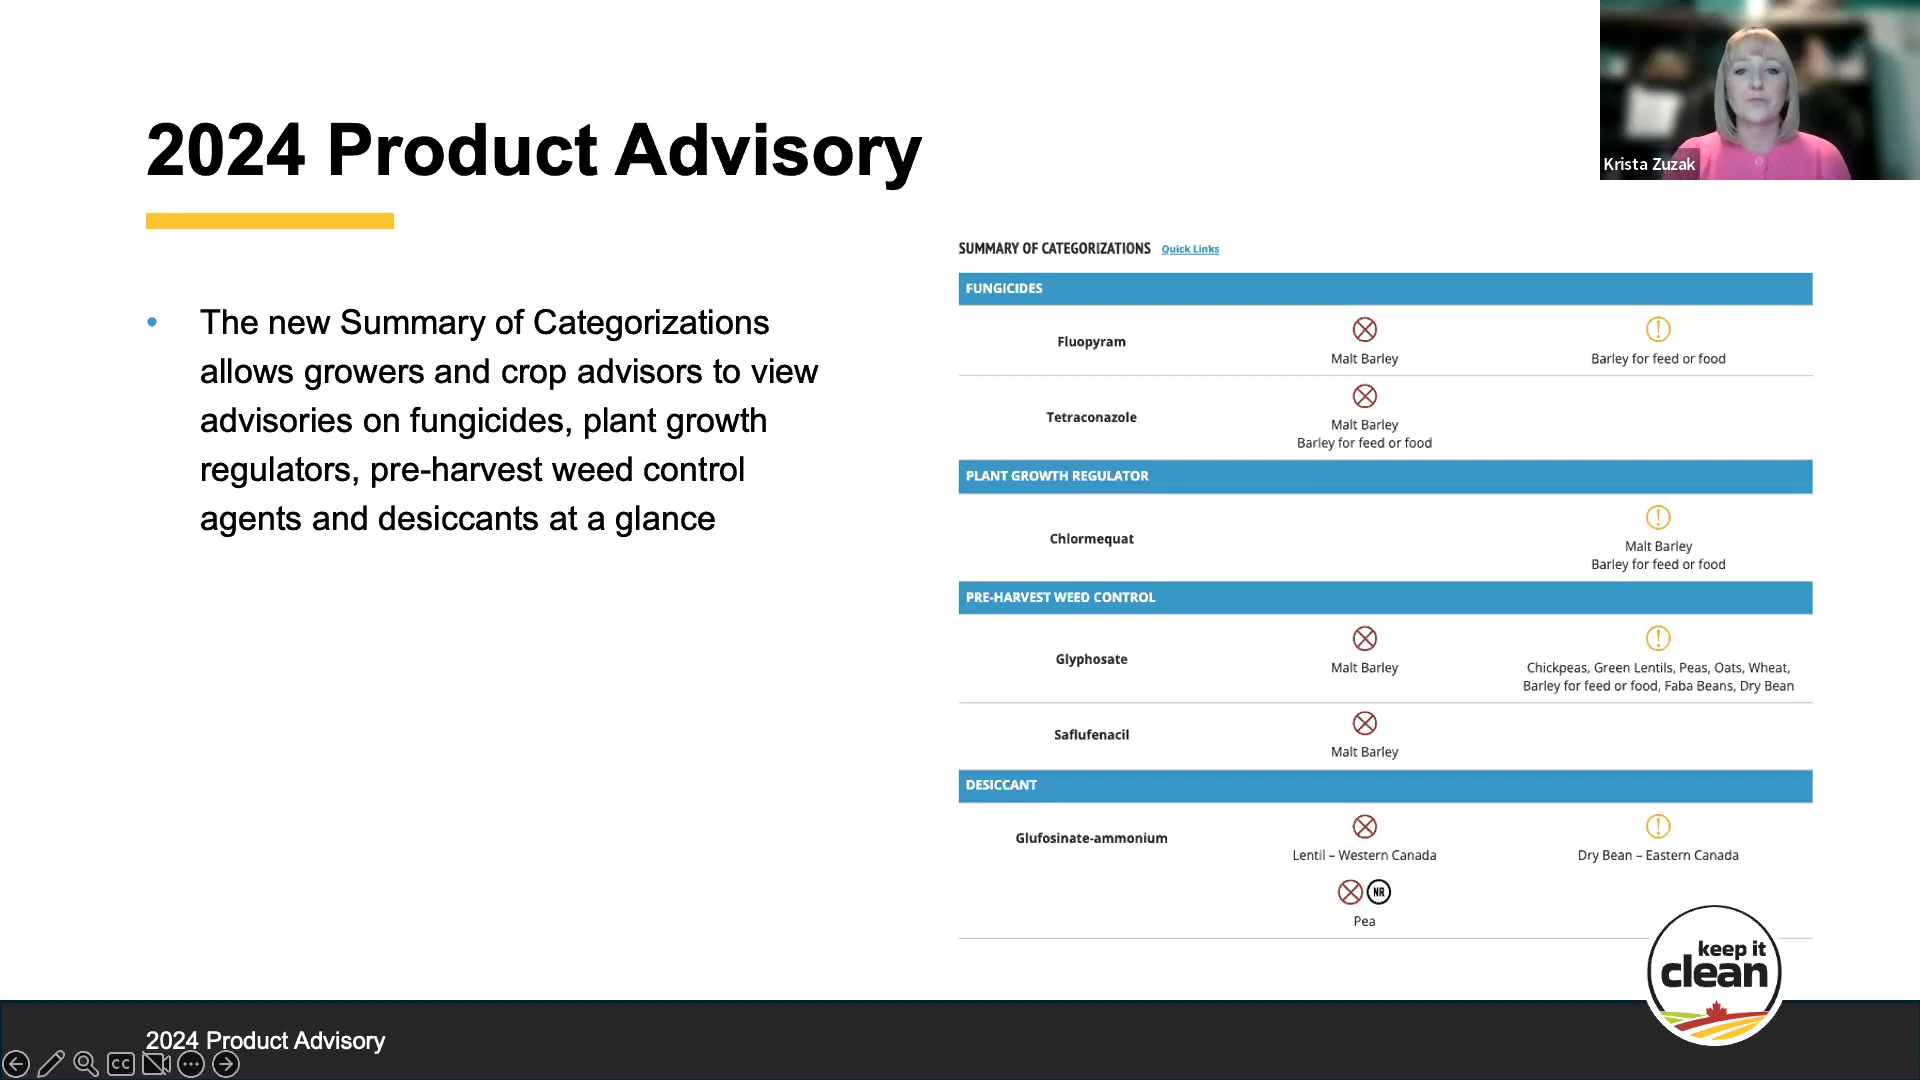 2024 Product Advisory
Krista Zuzak
• The new Summary of Categorizations
allows growers and crop advisors to view
advisories on fungicides, plant growth
regulators, pre-harvest weed control
agents and desiccants at a glance
SUMMARY OF CATEGORIZATIONS Quick Links
FUNGICIDES
Fluopyram
Malt Barley
!
Barley for feed or food
Tetraconazole
Malt Barley
Barley for feed or food
PLANT GROWTH REGULATOR
Chlormequat
!
Malt Barley
Barley for feed or food
PRE-HARVEST WEED CONTROL
Glyphosate
Malt Barley
!
Chickpeas, Green Lentils, Peas, Oats, Wheat,
Barley for feed or food, Faba Beans, Dry Bean
Saflufenacil
Malt Barley
DESICCANT
Glufosinate-ammonium
Lentil – Western Canada
!
Dry Bean – Eastern Canada
NR
Pea
keep it
clean
2024 Product Advisory
CC